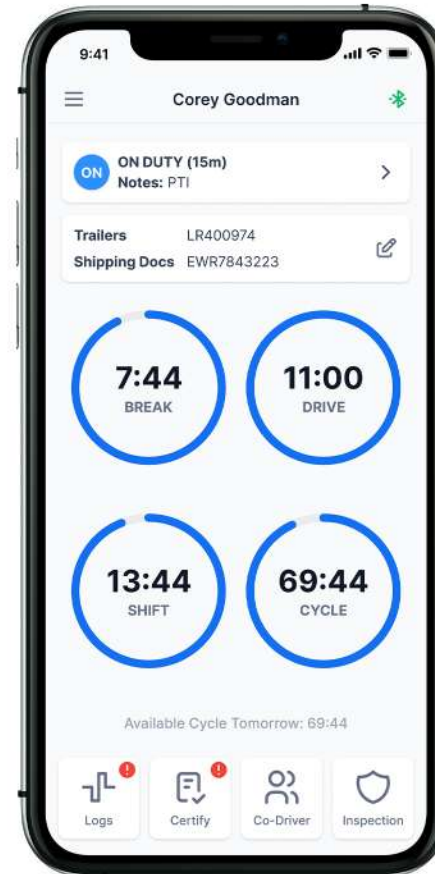 9:41
Corey Goodman
ON
ON DUTY (15m)
Notes: PTI
Trailers LR400974
Shipping Docs EWR7843223
7:44
BREAK
11:00
DRIVE
13:44
SHIFT
69:44
CYCLE
Available Cycle Tomorrow: 69:44
! !
Logs Certify Co-Driver Inspection